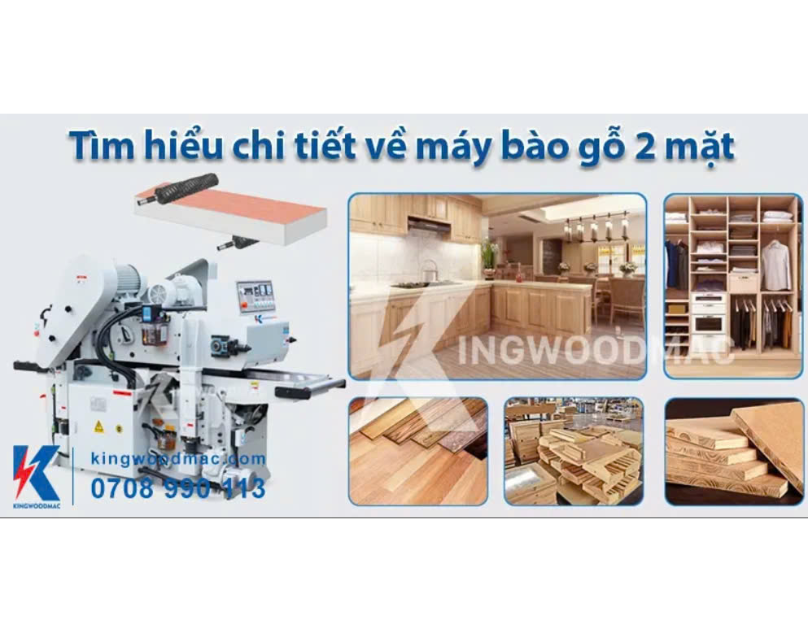 Tìm hiểu chi tiết về máy bào gỗ 2 mặt
KINGWOODMAC
kingwoodmac.com
0708 990 113
KINGWOODMAC